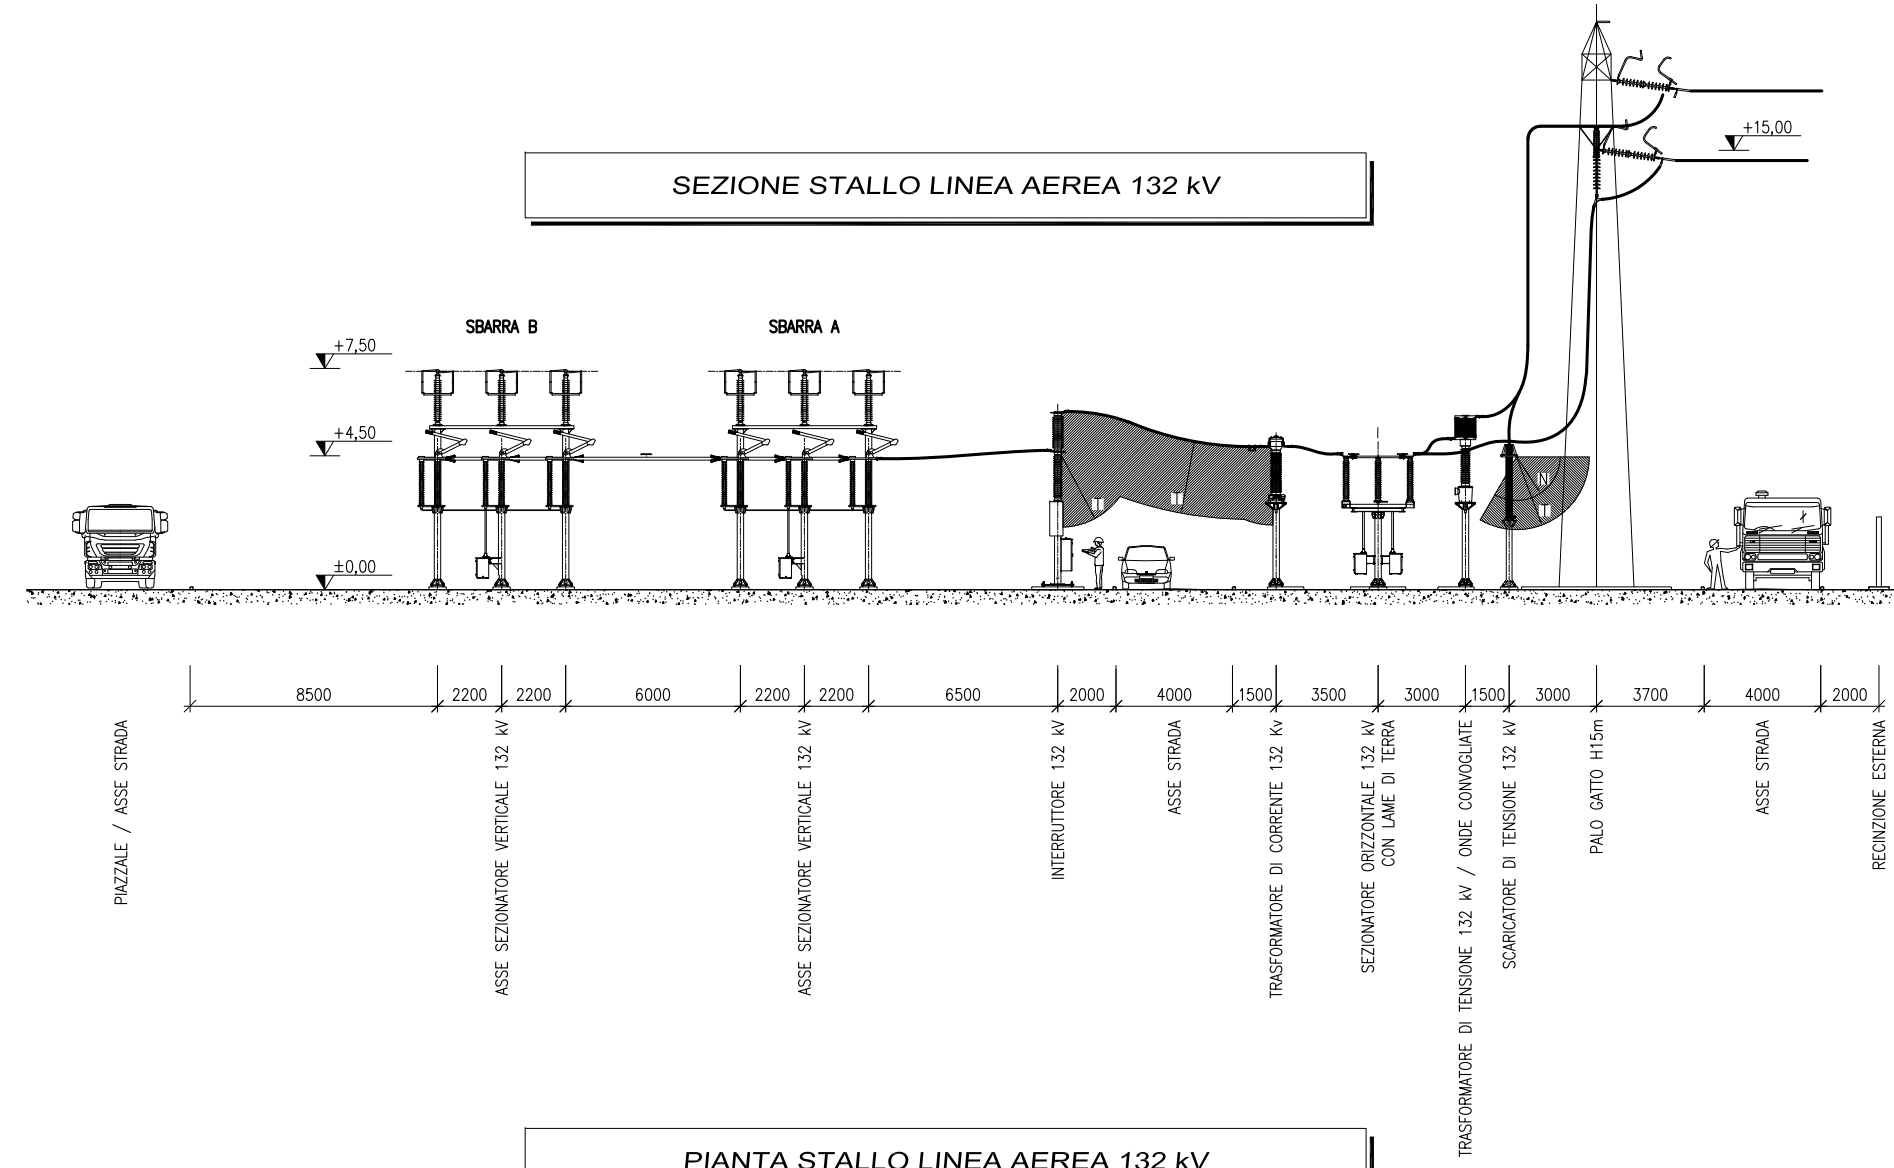 +15,00
SEZIONE STALLO LINEA AEREA 132 kV
SBARRA B
SBARRA A
+7,50
+4,50
±0,00
N
8500
2200
2200
6000
2200
2200
6500
2000
4000
1500
3500
3000
1500
3000
3700
4000
2000
PIAZZALE / ASSE STRADA
ASSE SEZIONATORE VERTICALE 132 kV
ASSE SEZIONATORE VERTICALE 132 kV
INTERRUTTORE 132 kV
ASSE STRADA
TRASFORMATORE DI CORRENTE 132 Kv
SEZIONATORE ORIZZONTALE 132 kV
CON LAME DI TERRA
TRASFORMATORE DI TENSIONE 132 kV / ONDE CONVOGLIATE
SCARICATORE DI TENSIONE 132 kV
PALO GATTO H15m
ASSE STRADA
RECINZIONE ESTERNA
PIANTA STALLO LINEA AEREA 132 kV